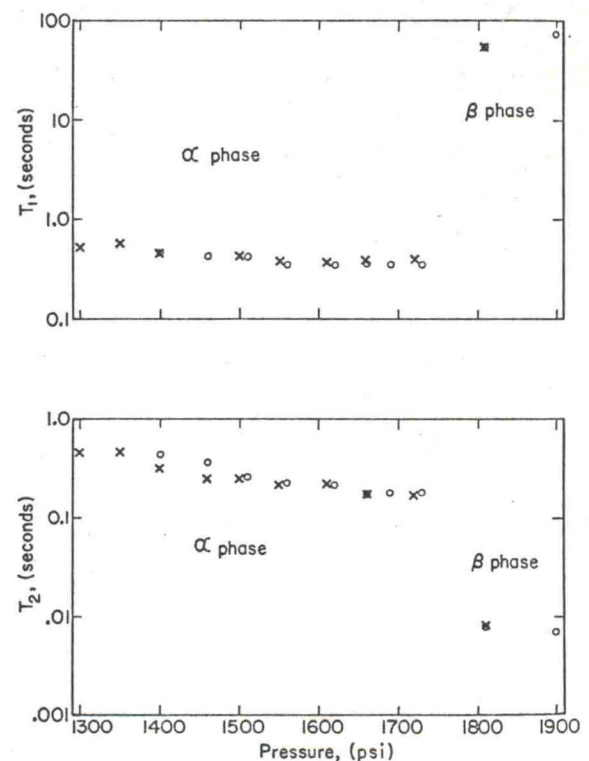 100
10
1.0
0.1
T₁, (seconds)
α phase
β phase
1.0
0.1
.01
.001
T₂, (seconds)
α phase
β phase
1300 1400 1500 1600 1700 1800 1900
Pressure, (psi)